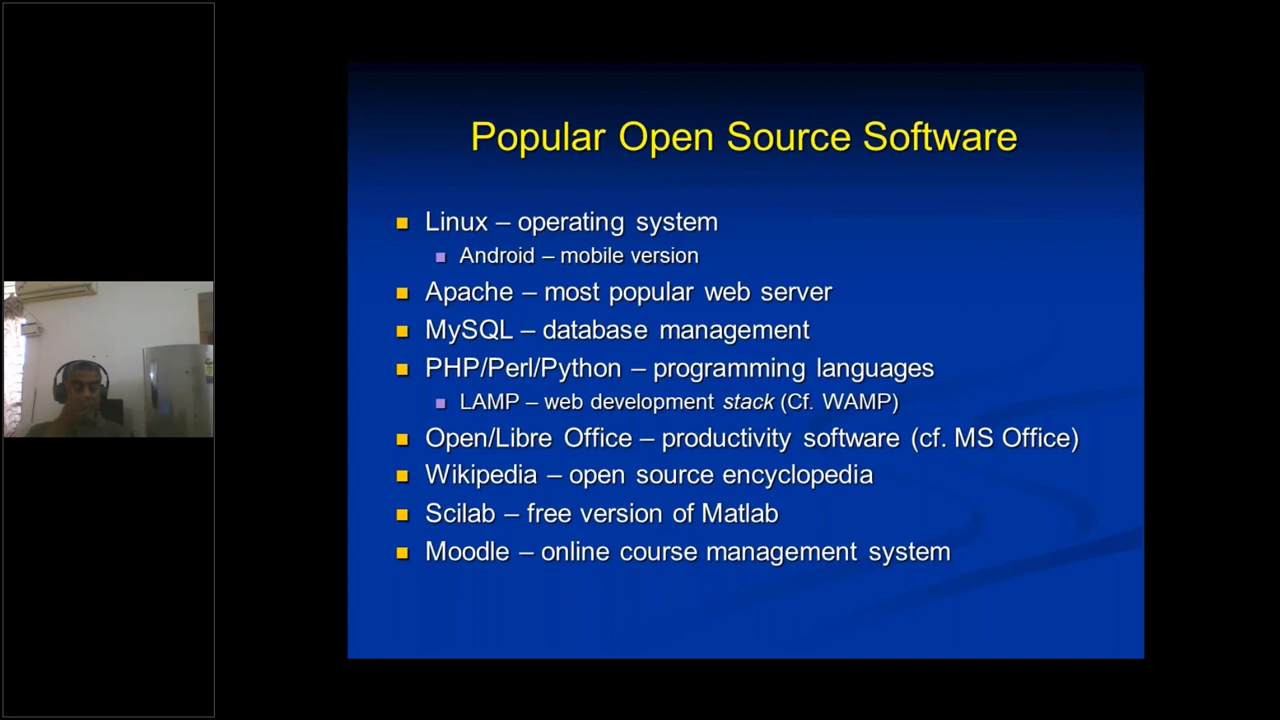 Popular Open Source Software
Linux – operating system
Android – mobile version
Apache – most popular web server
MySQL – database management
PHP/Perl/Python – programming languages
LAMP – web development stack (Cf. WAMP)
Open/Libre Office – productivity software (cf. MS Office)
Wikipedia – open source encyclopedia
Scilab – free version of Matlab
Moodle – online course management system